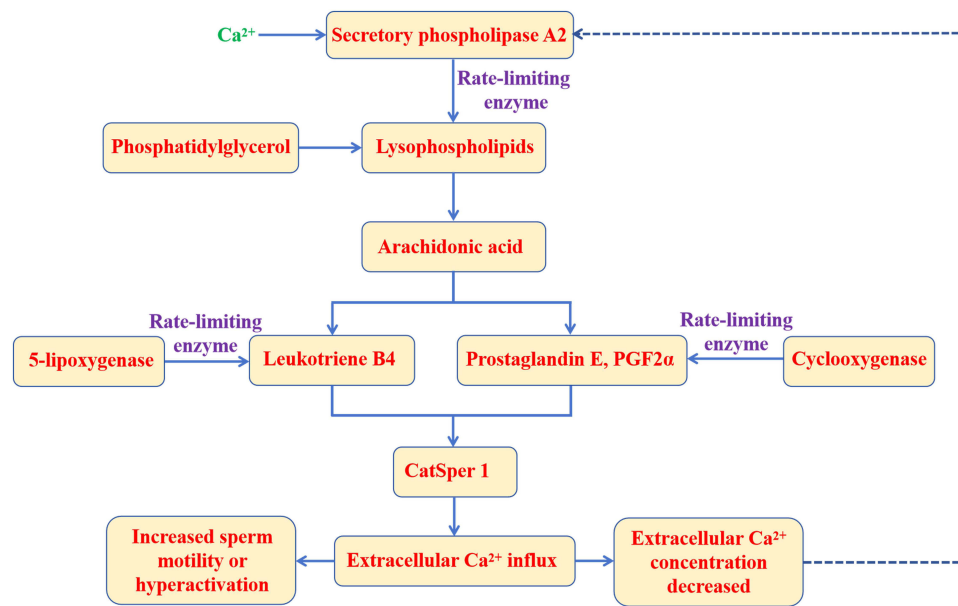 Ca²⁺
Secretory phospholipase A2
Rate-limiting
enzyme
Phosphatidylglycerol
Lysophospholipids
Arachidonic acid
Rate-limiting
enzyme
Rate-limiting
enzyme
5-lipoxygenase
Leukotriene B4
Prostaglandin E, PGF2α
Cyclooxygenase
CatSper 1
Increased sperm
motility or
hyperactivation
Extracellular Ca²⁺ influx
Extracellular Ca²⁺
concentration
decreased